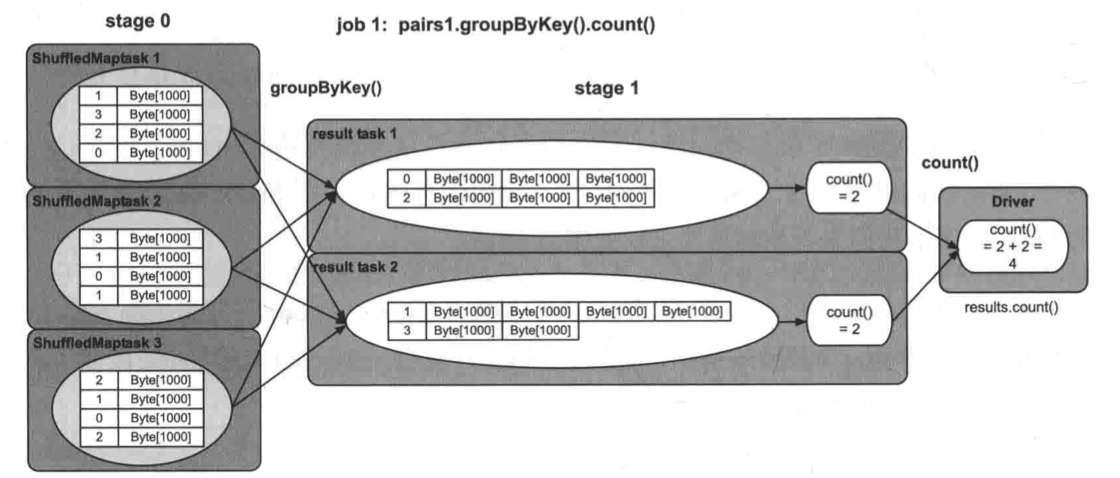 stage 0
job 1: pairs1.groupByKey().count()
ShuffledMaptask 1
1 Byte[1000]
3 Byte[1000]
2 Byte[1000]
0 Byte[1000]
ShuffledMaptask 2
3 Byte[1000]
1 Byte[1000]
0 Byte[1000]
1 Byte[1000]
ShuffledMaptask 3
2 Byte[1000]
1 Byte[1000]
0 Byte[1000]
2 Byte[1000]
groupByKey()
stage 1
result task 1
0 Byte[1000] Byte[1000] Byte[1000]
2 Byte[1000] Byte[1000] Byte[1000]
count()
= 2
result task 2
1 Byte[1000] Byte[1000] Byte[1000] Byte[1000]
3 Byte[1000] Byte[1000]
count()
= 2
count()
Driver
count()
= 2 + 2 =
4
results.count()